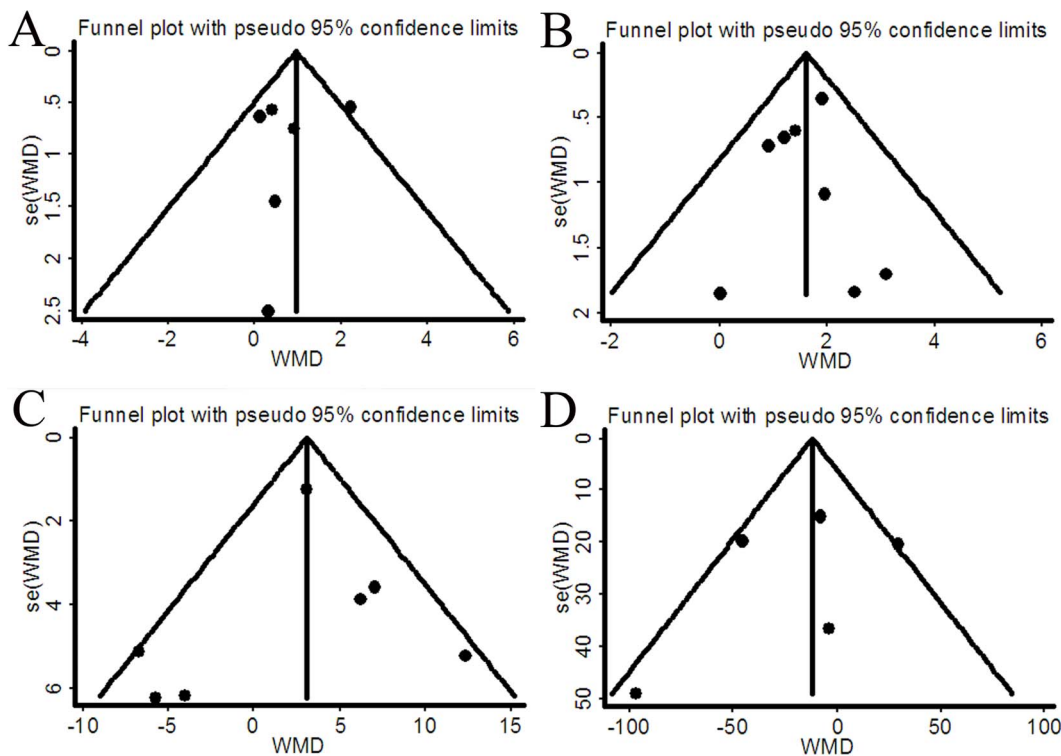 A
Funnel plot with pseudo 95% confidence limits
0
.5
1
1.5
2
2.5
se(WMD)
-4
-2
0
2
4
6
WMD
B
Funnel plot with pseudo 95% confidence limits
0
.5
1
1.5
2
se(WMD)
-2
0
2
4
6
WMD
C
Funnel plot with pseudo 95% confidence limits
0
2
4
6
se(WMD)
-10
-5
0
5
10
15
WMD
D
Funnel plot with pseudo 95% confidence limits
0
10
20
30
40
50
se(WMD)
-100
-50
0
50
100
WMD